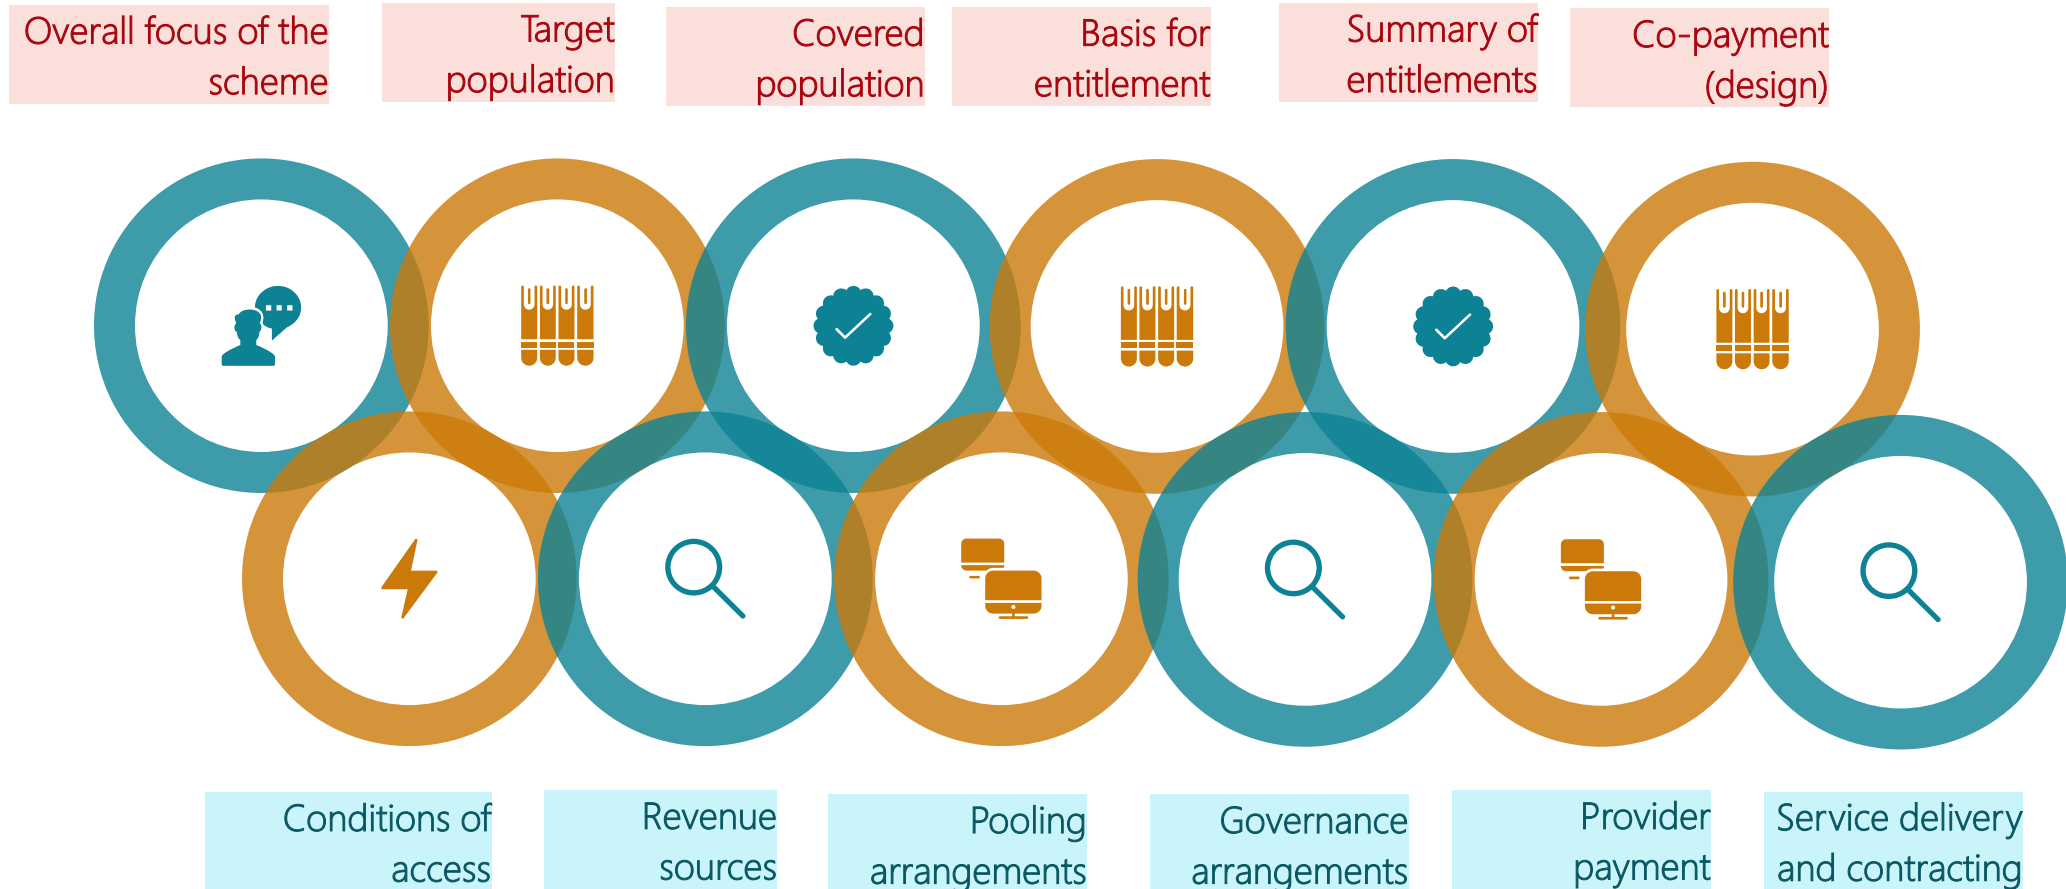 Overall focus of the
scheme
Target
population
Covered
population
Basis for
entitlement
Summary of
entitlements
Co-payment
(design)
Conditions of
access
Revenue
sources
Pooling
arrangements
Governance
arrangements
Provider
payment
Service delivery
and contracting